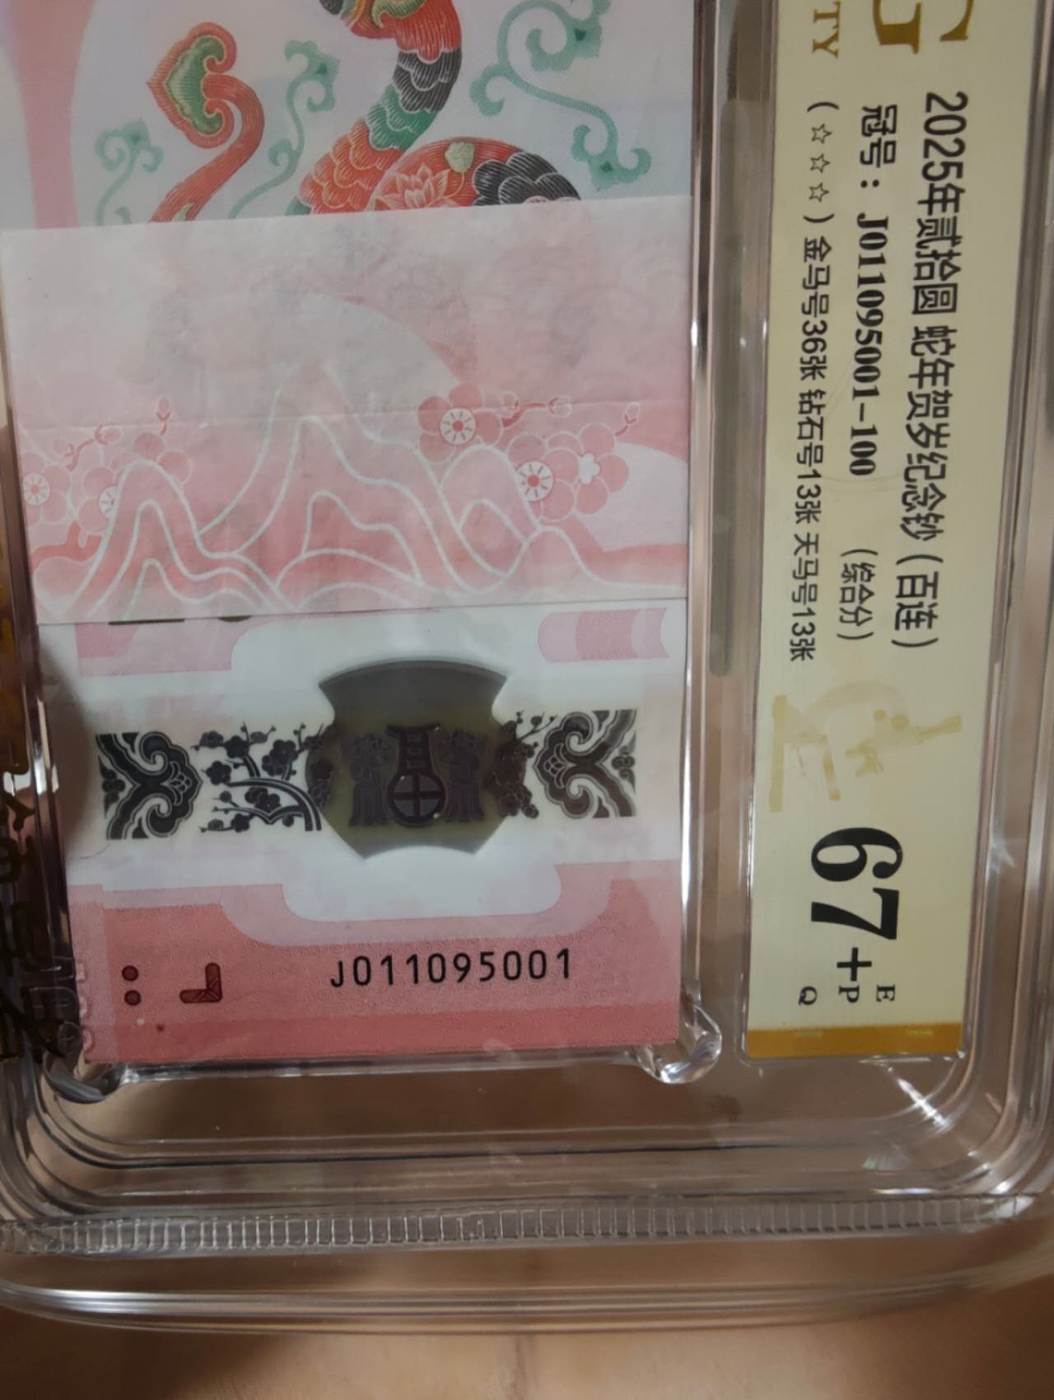 G
TY
2025年贰拾圆 蛇年贺岁纪念钞（百连）
冠号：J011095001-100 （综合分）
（☆☆☆）金马号36张 钻石号13张 天马号13张
67+
E
P
Q
J011095001